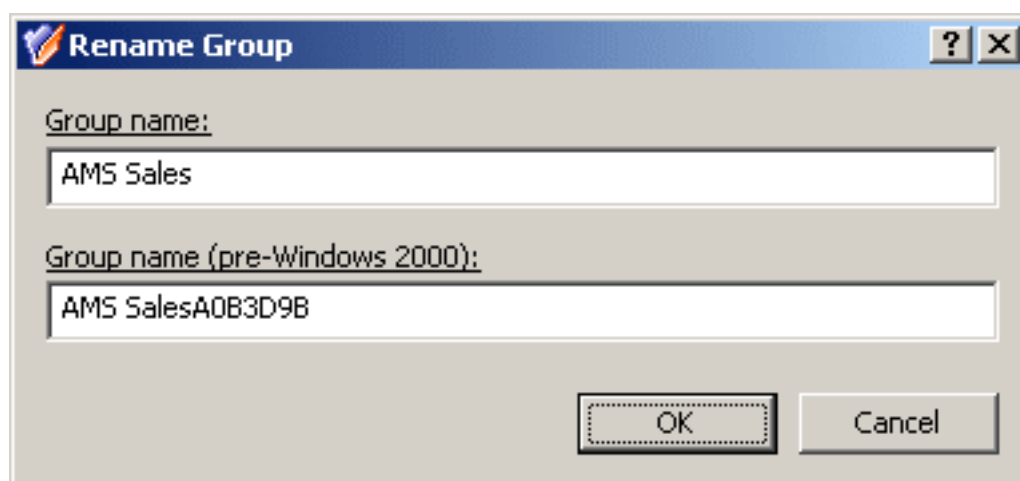 Rename Group
Group name:
AMS Sales
Group name (pre-Windows 2000):
AMS SalesA0B3D9B
OK Cancel